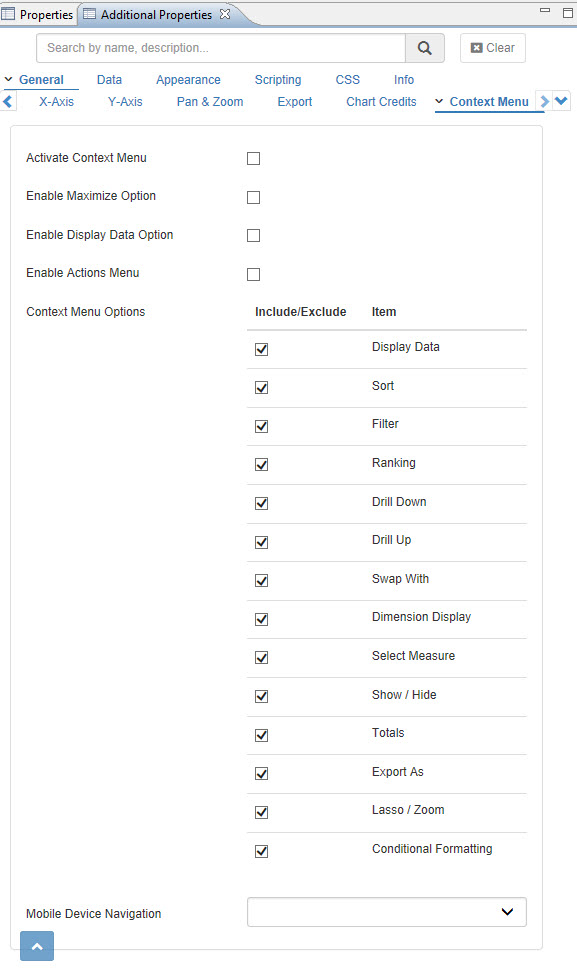 Properties Additional Properties
Search by name, description... Clear
General Data Appearance Scripting CSS Info
X-Axis Y-Axis Pan & Zoom Export Chart Credits Context Menu
Activate Context Menu
Enable Maximize Option
Enable Display Data Option
Enable Actions Menu
Context Menu Options Include/Exclude Item
Display Data
Sort
Filter
Ranking
Drill Down
Drill Up
Swap With
Dimension Display
Select Measure
Show / Hide
Totals
Export As
Lasso / Zoom
Conditional Formatting
Mobile Device Navigation